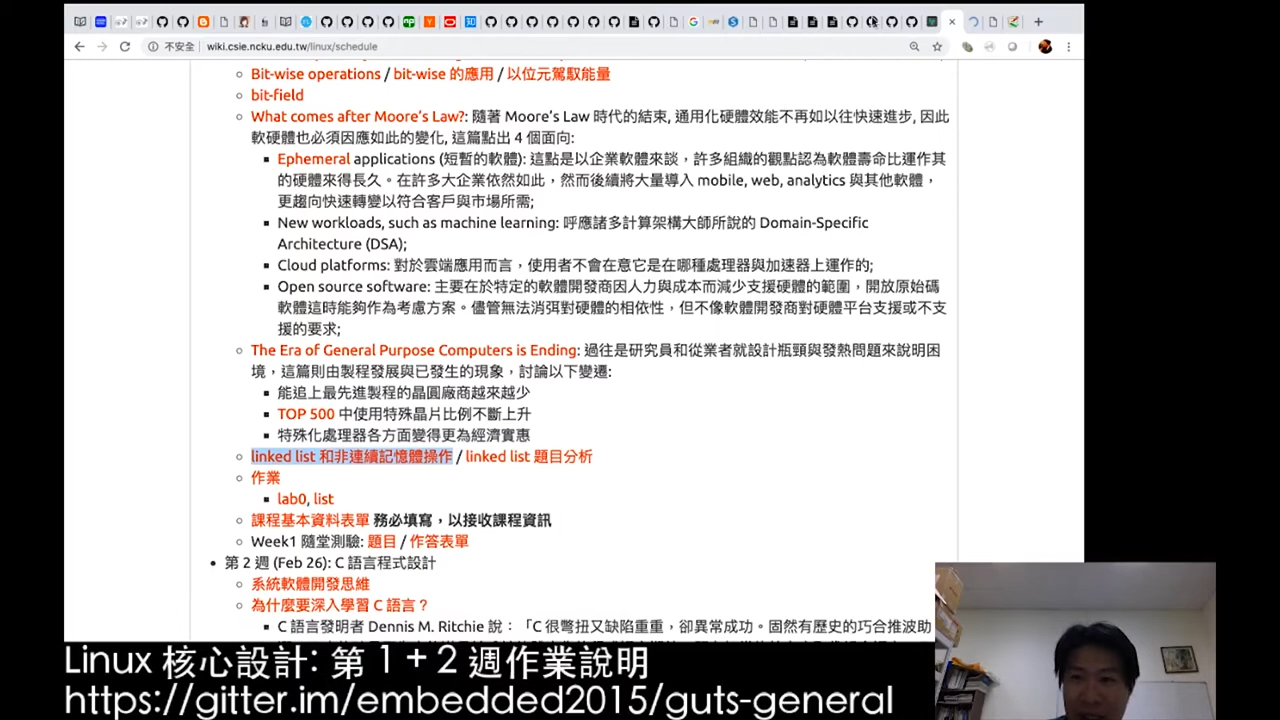 不安全 wiki.csie.ncku.edu.tw/linux/schedule
Bit-wise operations / bit-wise 的應用 / 以位元駕馭能量
bit-field
What comes after Moore's Law?: 隨著 Moore's Law 時代的結束, 通用化硬體效能不再如以往快速進步, 因此
軟硬體也必須因應如此的變化, 這篇點出 4 個面向:
Ephemeral applications (短暫的軟體): 這點是以企業軟體來談，許多組織的觀點認為軟體壽命比運作其
的硬體來得長久。在許多大企業依然如此，然而後續將大量導入 mobile, web, analytics 與其他軟體，
更趨向快速轉變以符合客戶與市場所需;
New workloads, such as machine learning: 呼應諸多計算架構大師所說的 Domain-Specific
Architecture (DSA);
Cloud platforms: 對於雲端應用而言，使用者不會在意它是在哪種處理器與加速器上運作的;
Open source software: 主要在於特定的軟體開發商因人力與成本而減少支援硬體的範圍，開放原始碼
軟體這時能夠作為考慮方案。儘管無法消弭對硬體的相依性，但不像軟體開發商對硬體平台支援或不支
援的要求;
The Era of General Purpose Computers is Ending: 過往是研究員和從業者就設計瓶頸與發熱問題來說明困
境，這篇則由製程發展與已發生的現象，討論以下變遷:
能追上最先進製程的晶圓廠商越來越少
TOP 500 中使用特殊晶片比例不斷上升
特殊化處理器各方面變得更為經濟實惠
linked list 和非連續記憶體操作 / linked list 題目分析
作業
lab0, list
課程基本資料表單 務必填寫，以接收課程資訊
Week1 隨堂測驗: 題目 / 作答表單
第 2 週 (Feb 26): C 語言程式設計
系統軟體開發思維
為什麼要深入學習 C 語言？
C 語言發明者 Dennis M. Ritchie 說：「C 很彆扭又缺陷重重，卻異常成功。固然有歷史的巧合推波助
Linux 核心設計: 第 1 + 2 週作業說明
https://gitter.im/embedded2015/guts-general